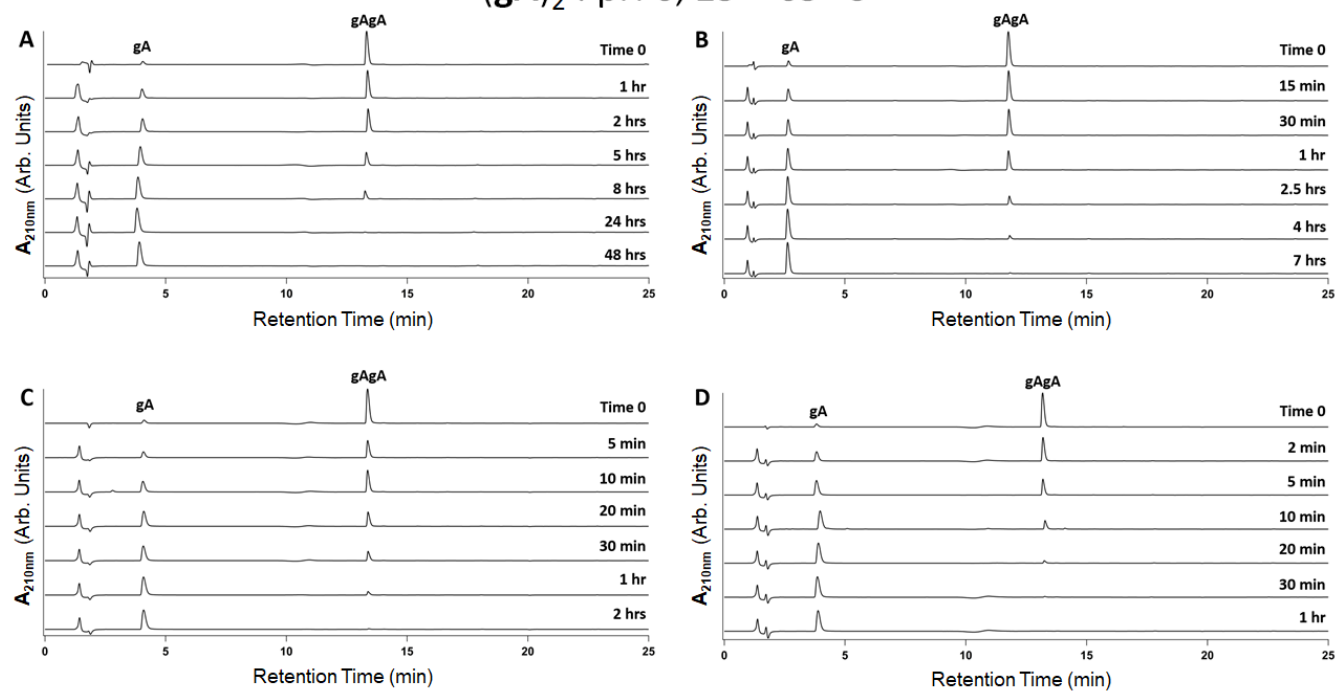 A
gA
gAgA
Time 0
1 hr
2 hrs
5 hrs
8 hrs
24 hrs
48 hrs
A210nm (Arb. Units)
0 5 10 15 20 25
Retention Time (min)
B
gA
gAgA
Time 0
15 min
30 min
1 hr
2.5 hrs
4 hrs
7 hrs
A210nm (Arb. Units)
0 5 10 15 20 25
Retention Time (min)
C
gA
gAgA
Time 0
5 min
10 min
20 min
30 min
1 hr
2 hrs
A210nm (Arb. Units)
0 5 10 15 20 25
Retention Time (min)
D
gA
gAgA
Time 0
2 min
5 min
10 min
20 min
30 min
1 hr
A210nm (Arb. Units)
0 5 10 15 20 25
Retention Time (min)